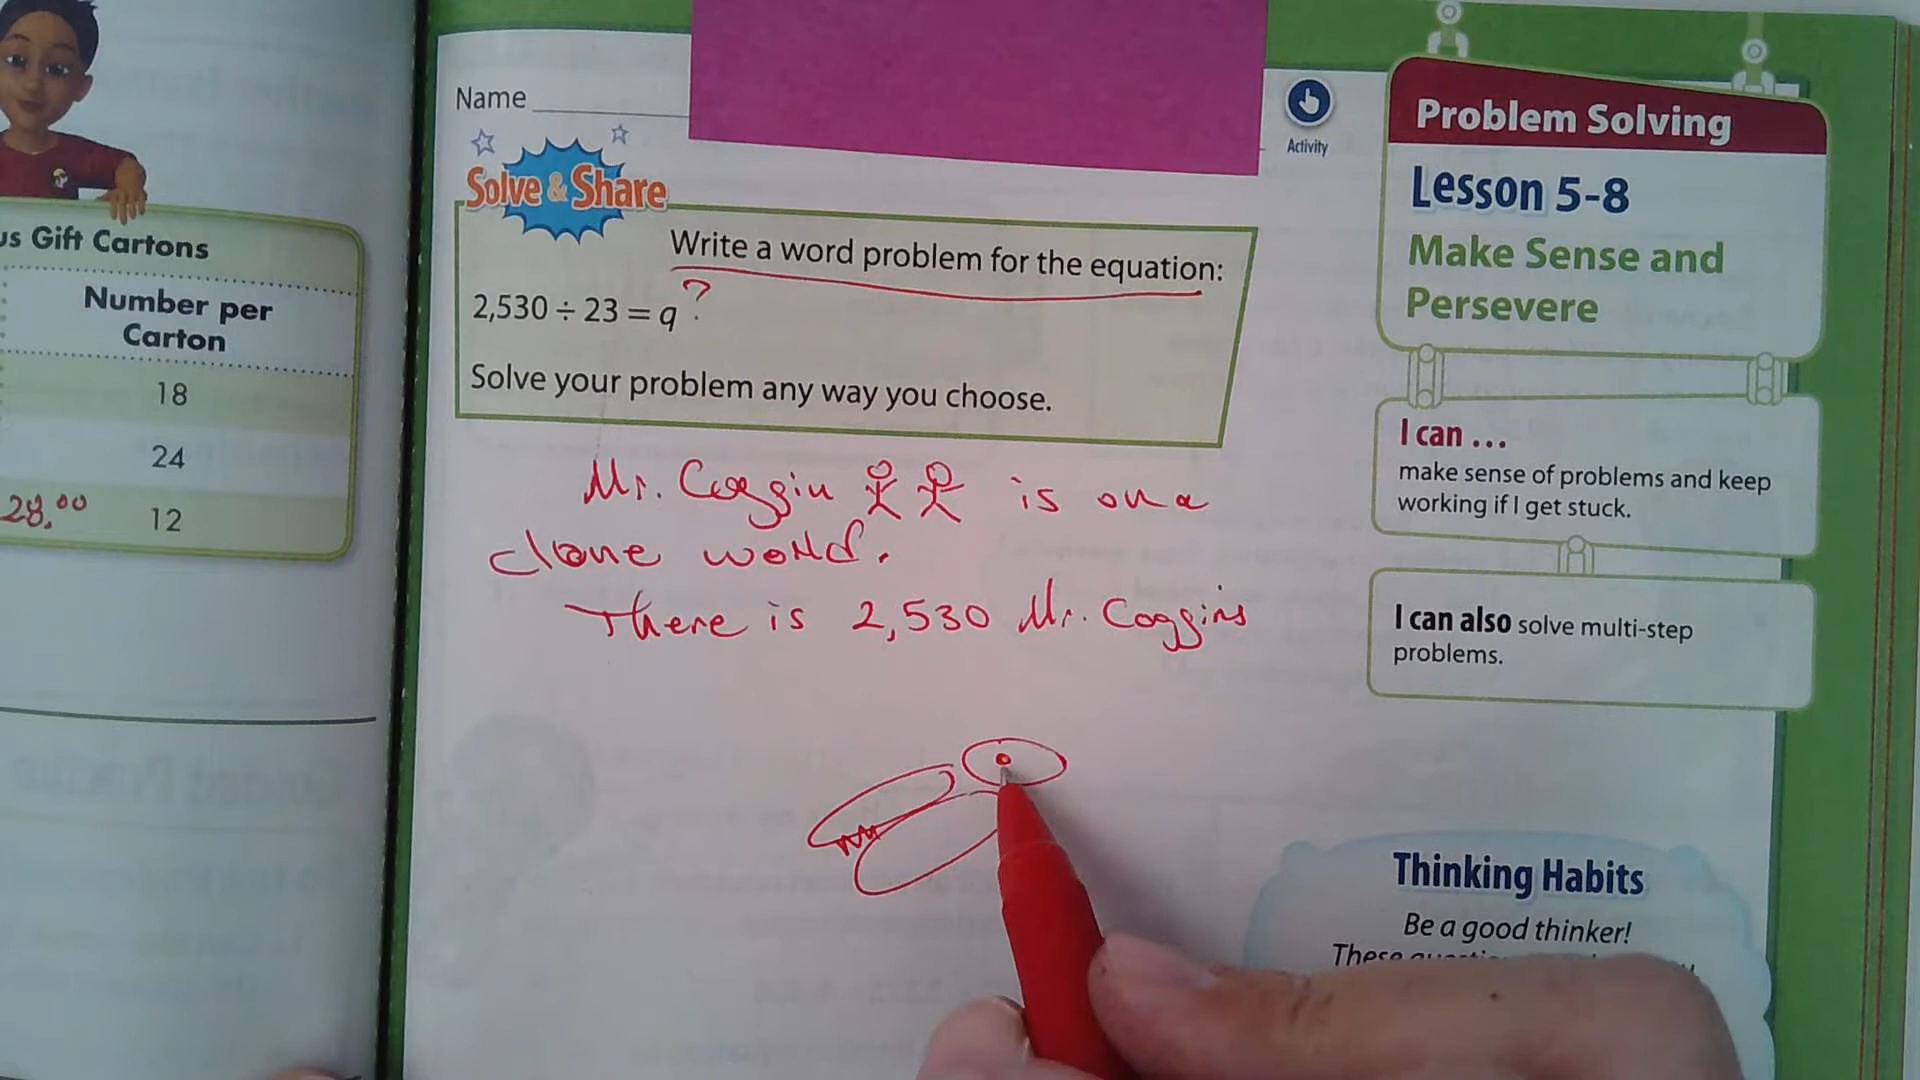 us Gift Cartons
Number per
Carton
18
24
28.00 12
Name
Activity
Solve & Share
Write a word problem for the equation:
2,530 ÷ 23 = q ?
Solve your problem any way you choose.
Mr. Coggin is on a
clone world.
There is 2,530 Mr. Coggins
Problem Solving
Lesson 5-8
Make Sense and
Persevere
I can ...
make sense of problems and keep
working if I get stuck.
I can also solve multi-step
problems.
Thinking Habits
Be a good thinker!
These